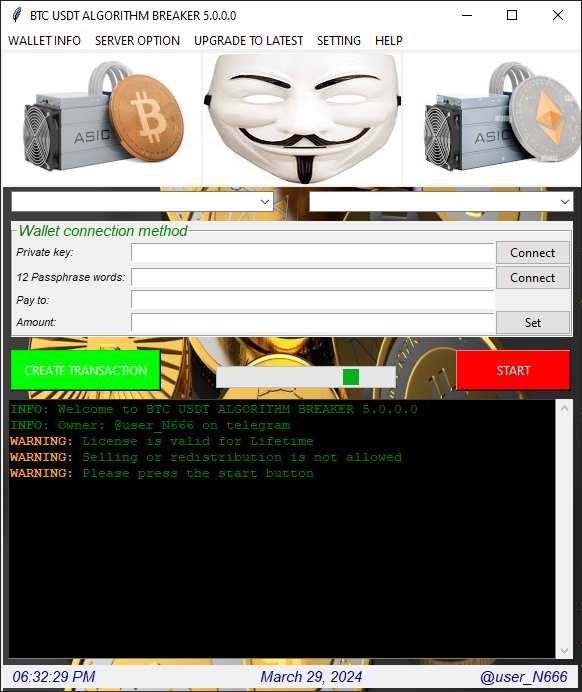 BTC USDT ALGORITHM BREAKER 5.0.0.0
WALLET INFO SERVER OPTION UPGRADE TO LATEST SETTING HELP
ASIC
ASIC
Wallet connection method
Private key: Connect
12 Passphrase words: Connect
Pay to:
Amount: Set
CREATE TRANSACTION START
INFO: Welcome to BTC USDT ALGORITHM BREAKER 5.0.0.0
INFO: Owner: @user_N666 on telegram
WARNING: License is valid for Lifetime
WARNING: Selling or redistribution is not allowed
WARNING: Please press the start button
06:32:29 PM March 29, 2024 @user_N666